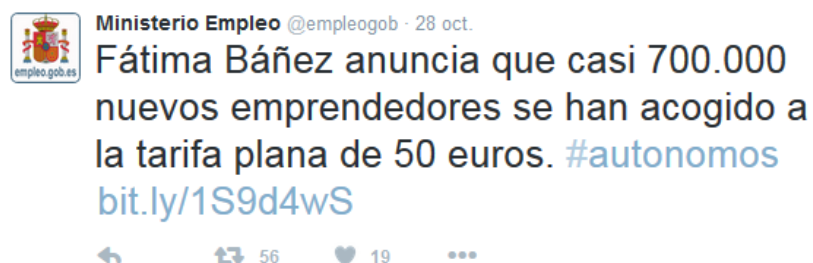 Ministerio Empleo @empleogob · 28 oct.
Fátima Báñez anuncia que casi 700.000
nuevos emprendedores se han acogido a
la tarifa plana de 50 euros. #autonomos
bit.ly/1S9d4wS
empleo.gob.es
56 19